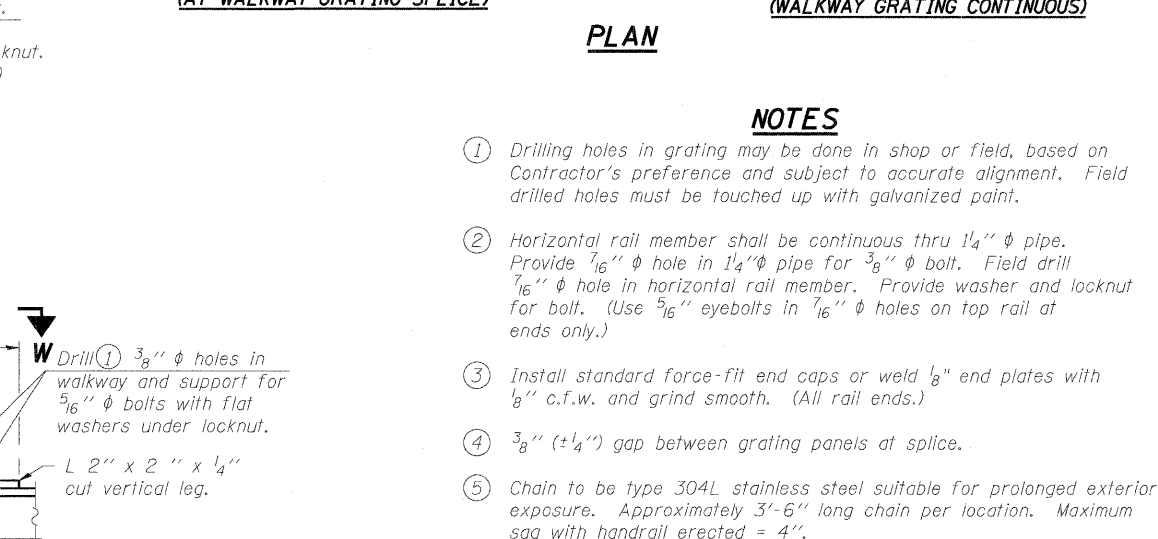 (AT WALKWAY GRATING SPLICE)
(WALKWAY GRATING CONTINUOUS)
PLAN
knut.
)
W
Drill ① 3/8'' φ holes in
walkway and support for
5/16'' φ bolts with flat
washers under locknut.
L 2'' x 2 '' x 1/4''
cut vertical leg.
NOTES
① Drilling holes in grating may be done in shop or field, based on
Contractor's preference and subject to accurate alignment. Field
drilled holes must be touched up with galvanized paint.
② Horizontal rail member shall be continuous thru 1 1/4'' φ pipe.
Provide 7/16'' φ hole in 1 1/4'' φ pipe for 3/8'' φ bolt. Field drill
7/16'' φ hole in horizontal rail member. Provide washer and locknut
for bolt. (Use 5/16'' eyebolts in 7/16'' φ holes on top rail at
ends only.)
③ Install standard force-fit end caps or weld 1/8" end plates with
1/8'' c.f.w. and grind smooth. (All rail ends.)
④ 3/8'' (±1/4'') gap between grating panels at splice.
⑤ Chain to be type 304L stainless steel suitable for prolonged exterior
exposure. Approximately 3'-6'' long chain per location. Maximum
sag with handrail erected = 4''.